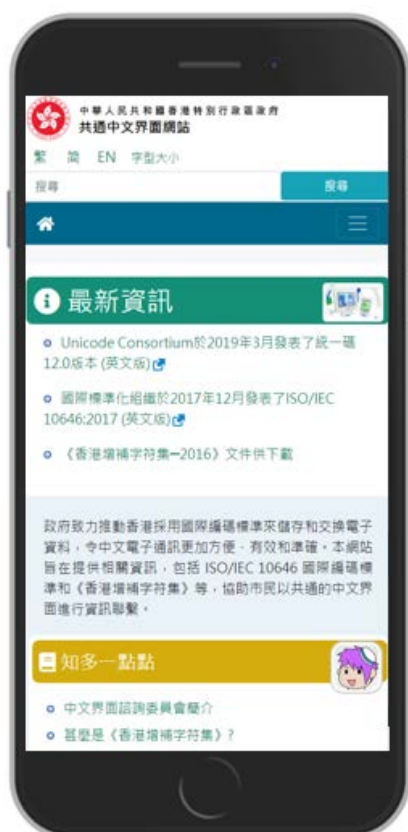 中華人民共和國香港特別行政區政府
共通中文界面網站
繁 简 EN 字型大小
搜尋 搜尋
最新資訊
Unicode Consortium於2019年3月發表了統一碼
12.0版本 (英文版)
國際標準化組織於2017年12月發表了ISO/IEC
10646:2017 (英文版)
《香港增補字符集─2016》文件供下載
政府致力推動香港採用國際編碼標準來儲存和交換電子
資料，令中文電子通訊更加方便、有效和準確。本網站
旨在提供相關資訊，包括 ISO/IEC 10646 國際編碼標
準和《香港增補字符集》等，協助市民以共通的中文界
面進行資訊聯繫。
知多一點點
中文界面諮詢委員會簡介
甚麼是《香港增補字符集》?